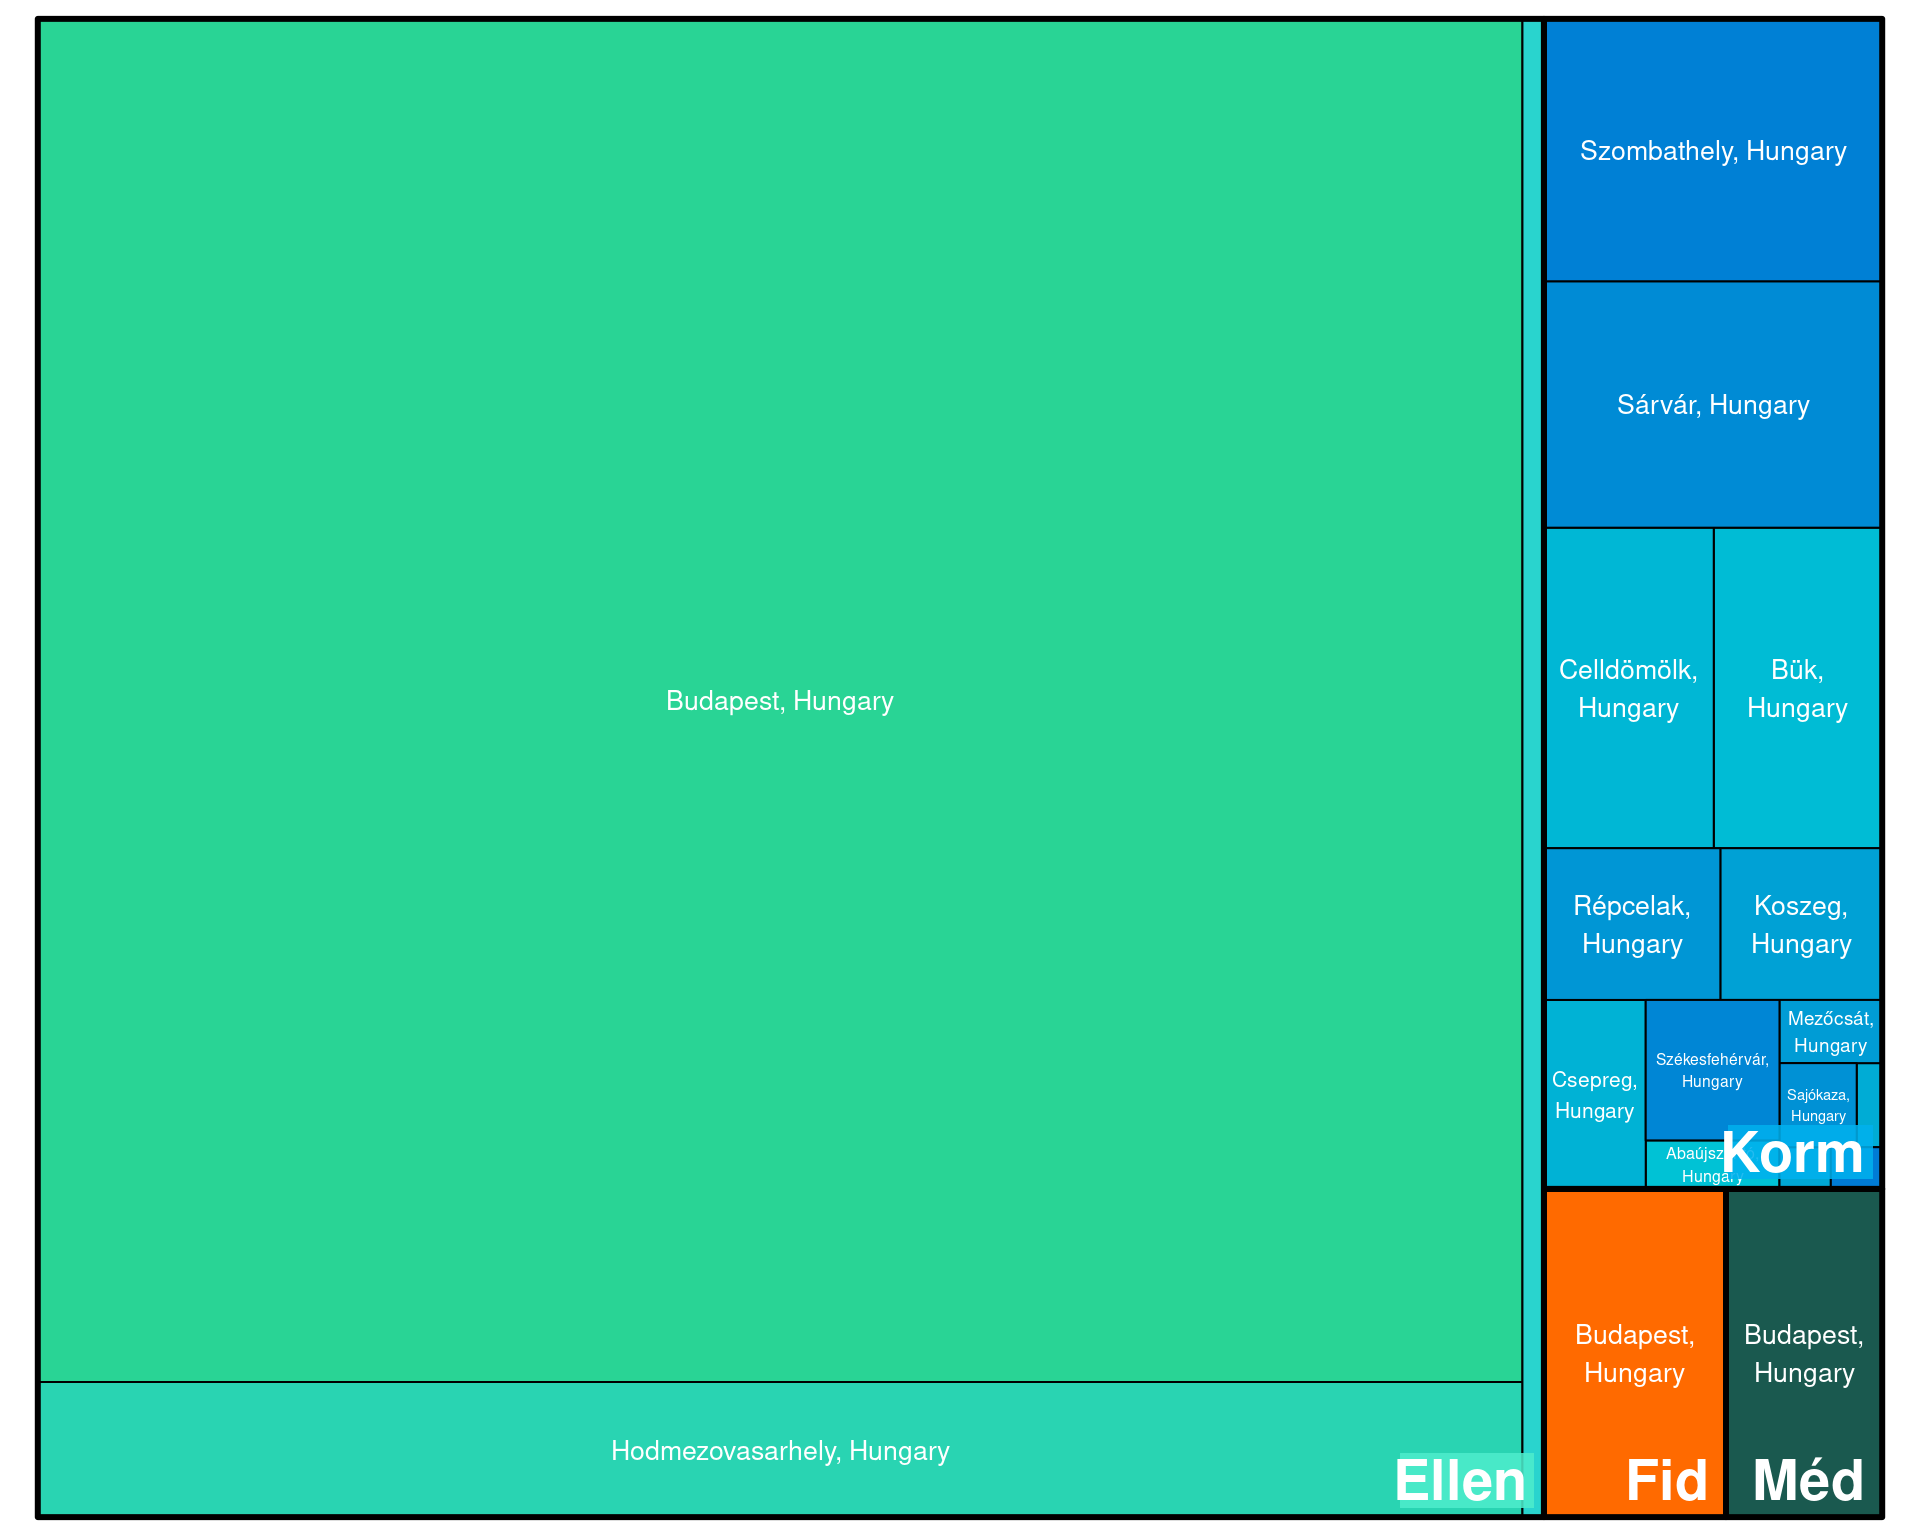 Budapest, Hungary
Hodmezovasarhely, Hungary
Ellen
Szombathely, Hungary
Sárvár, Hungary
Celldömölk,
Hungary
Bük,
Hungary
Répcelak,
Hungary
Koszeg,
Hungary
Csepreg,
Hungary
Székesfehérvár,
Hungary
Mezőcsát,
Hungary
Sajókaza,
Hungary
Hungary
Korm
Budapest,
Hungary
Fid
Budapest,
Hungary
Méd